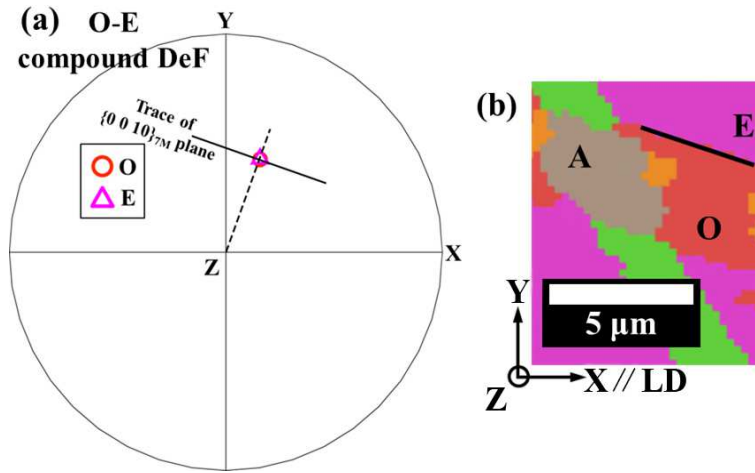 (a) O-E
compound DeF
Y
Trace of
{0 0 10}7M plane
O
E
Z
X
(b)
E
A
O
5 μm
Y
Z
X // LD